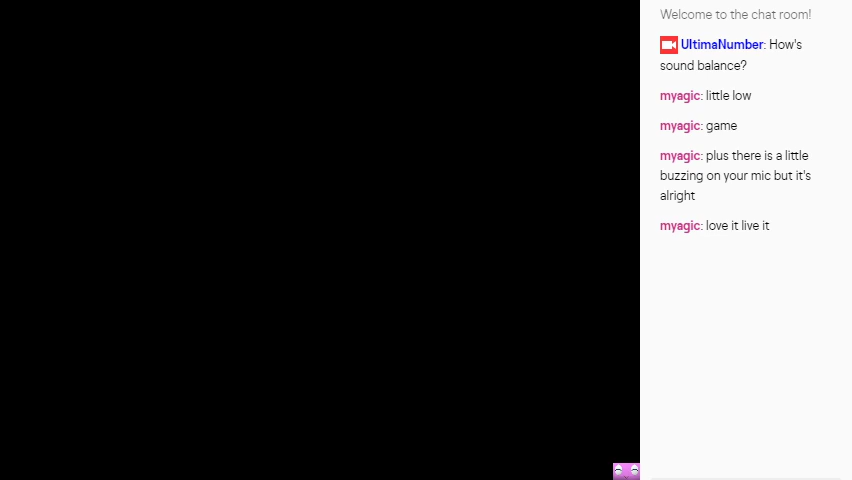 Welcome to the chat room!
UltimaNumber: How's
sound balance?
myagic: little low
myagic: game
myagic: plus there is a little
buzzing on your mic but it's
alright
myagic: love it live it